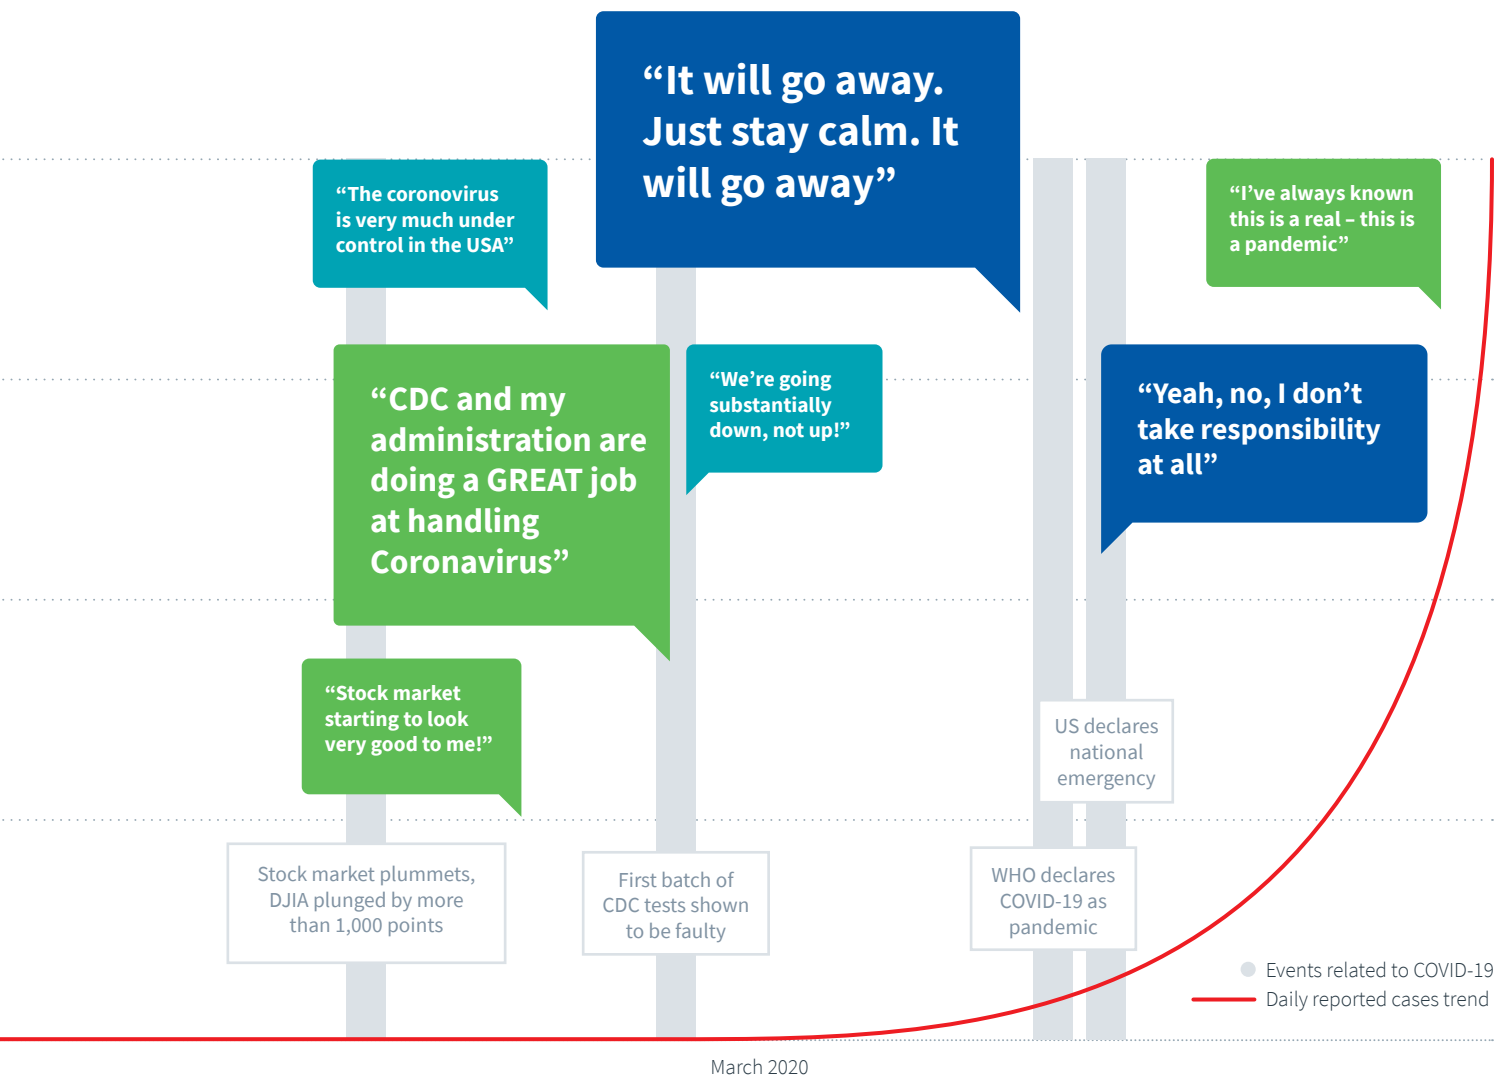 “It will go away.
Just stay calm. It
will go away”
“The coronovirus
is very much under
control in the USA”
“I’ve always known
this is a real – this is
a pandemic”
“CDC and my
administration are
doing a GREAT job
at handling
Coronavirus”
“We’re going
substantially
down, not up!”
“Yeah, no, I don’t
take responsibility
at all”
“Stock market
starting to look
very good to me!”
US declares
national
emergency
Stock market plummets,
DJIA plunged by more
than 1,000 points
First batch of
CDC tests shown
to be faulty
WHO declares
COVID-19 as
pandemic
Events related to COVID-19
Daily reported cases trend
March 2020